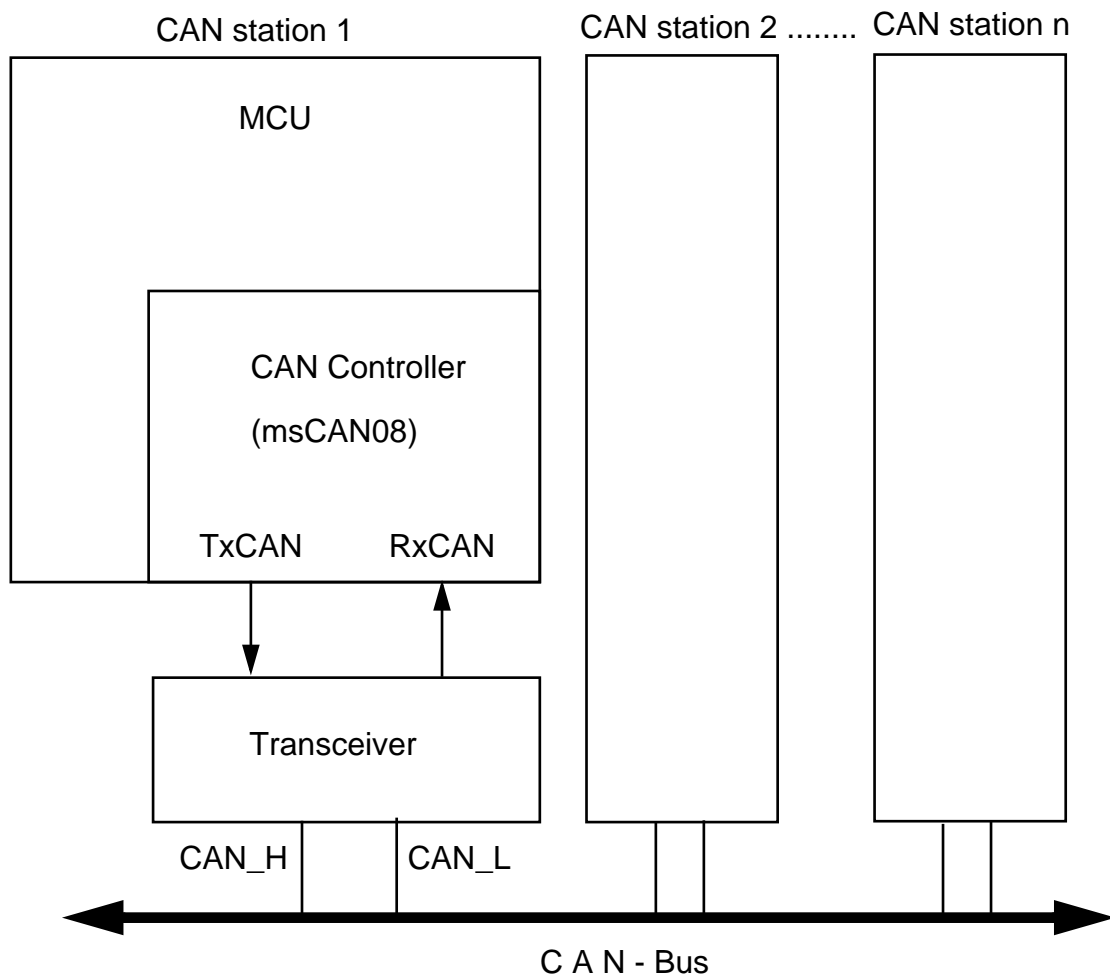 CAN station 1
CAN station 2 ........ CAN station n
MCU
CAN Controller
(msCAN08)
TxCAN
RxCAN
Transceiver
CAN_H
CAN_L
C A N - Bus